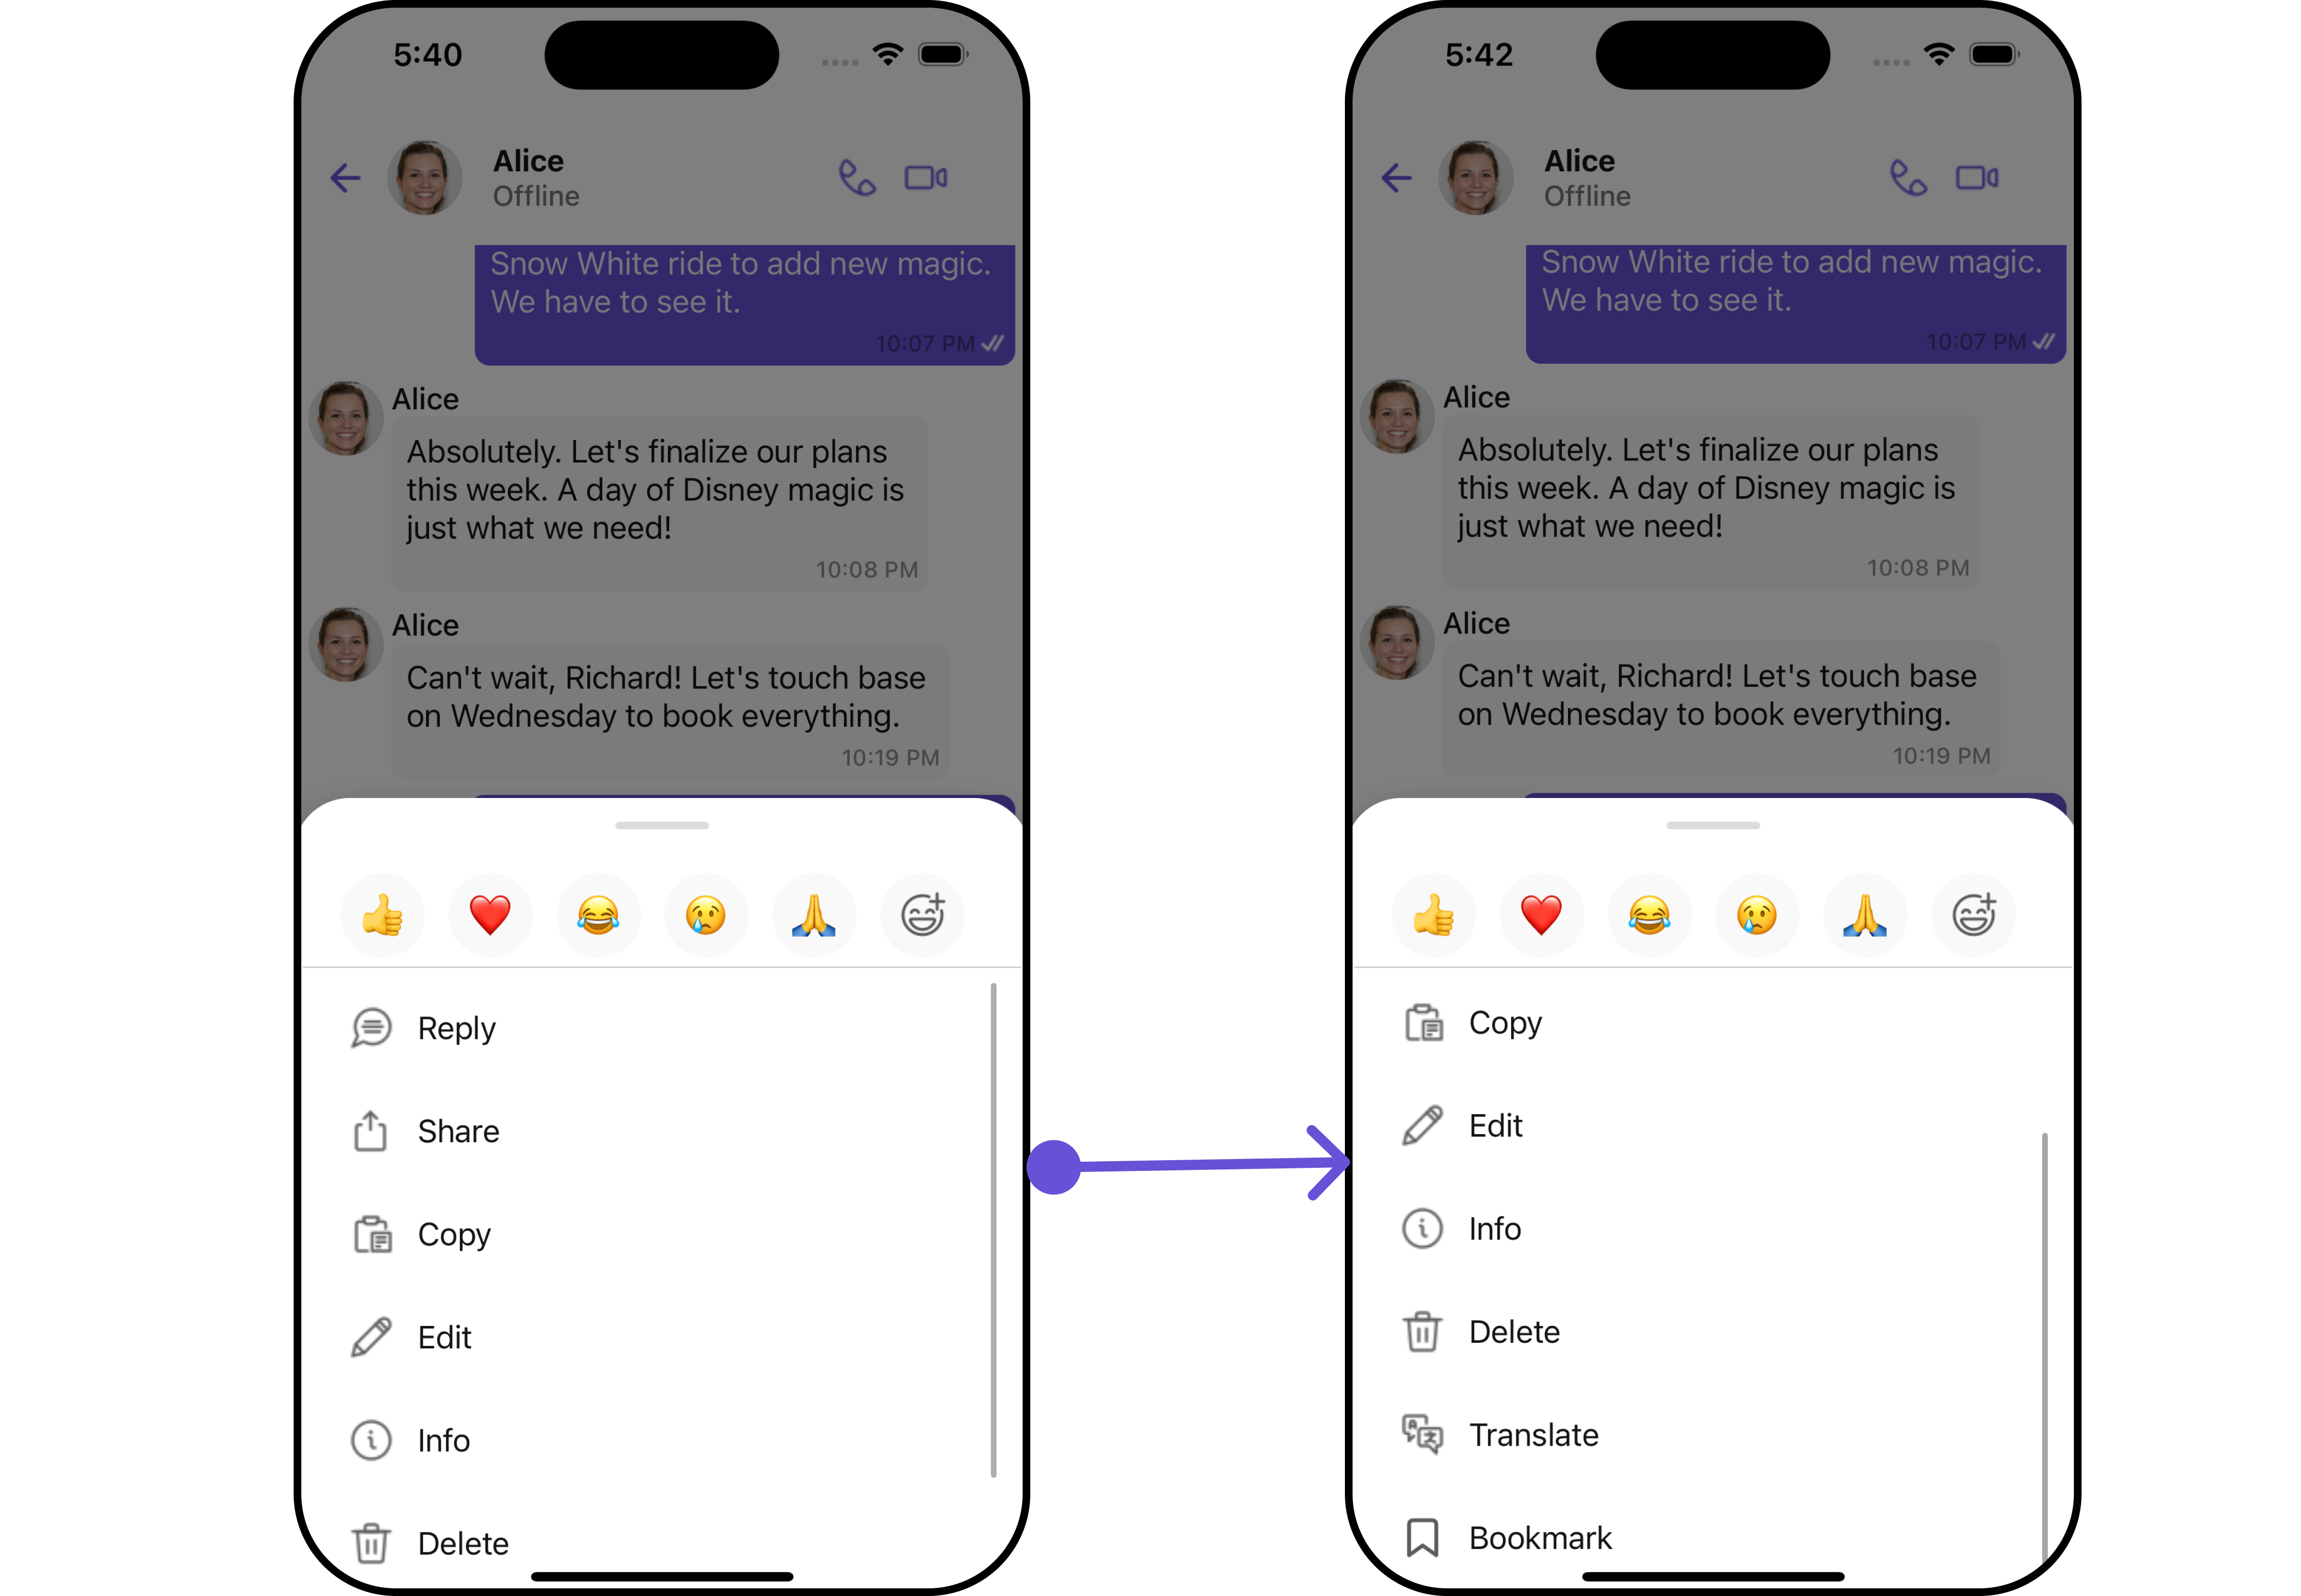 5:40
Alice
Offline
Snow White ride to add new magic.
We have to see it.
10:07 PM
Alice
Absolutely. Let's finalize our plans
this week. A day of Disney magic is
just what we need!
10:08 PM
Alice
Can't wait, Richard! Let's touch base
on Wednesday to book everything.
10:19 PM
Reply
Share
Copy
Edit
Info
Delete
5:42
Alice
Offline
Snow White ride to add new magic.
We have to see it.
10:07 PM
Alice
Absolutely. Let's finalize our plans
this week. A day of Disney magic is
just what we need!
10:08 PM
Alice
Can't wait, Richard! Let's touch base
on Wednesday to book everything.
10:19 PM
Copy
Edit
Info
Delete
Translate
Bookmark